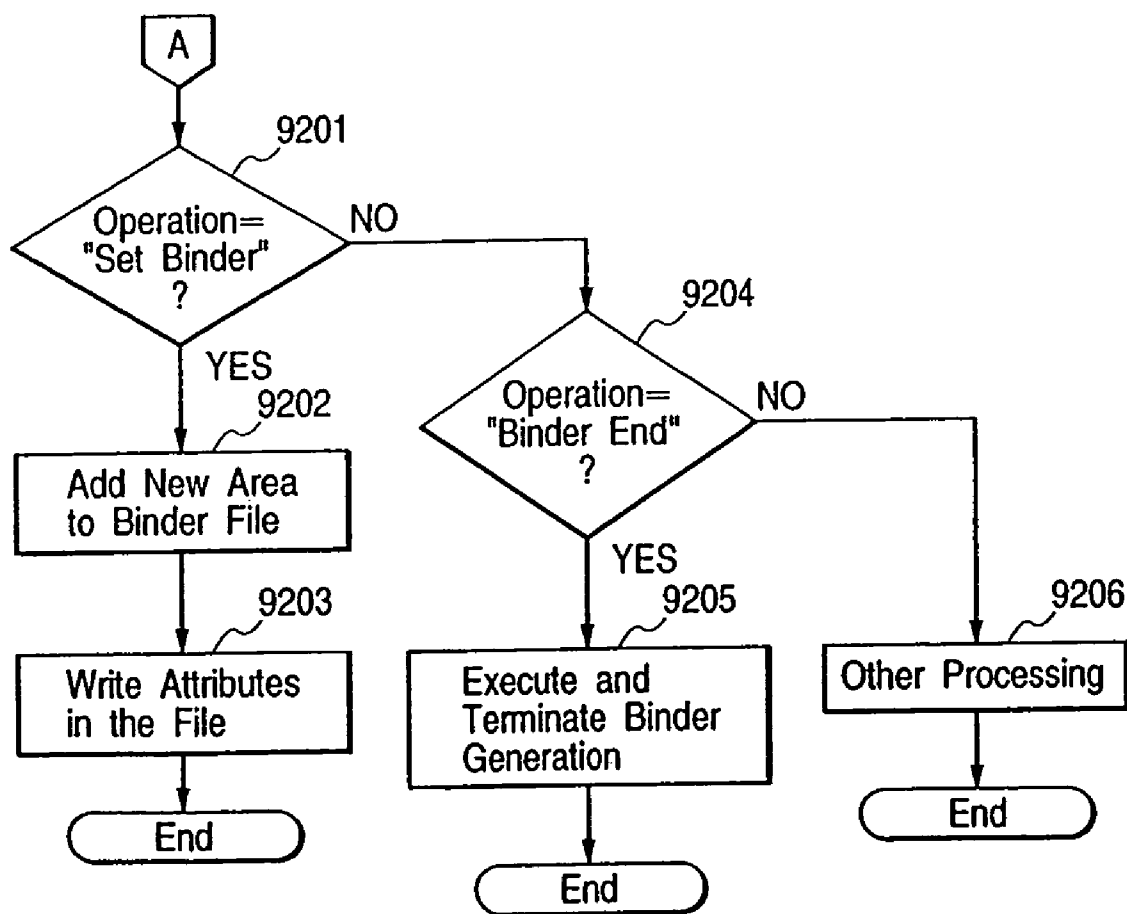 A
9201
Operation=
"Set Binder"
?
NO
YES
9202
Add New Area
to Binder File
9203
Write Attributes
in the File
End
9204
Operation=
"Binder End"
?
NO
YES
9205
Execute and
Terminate Binder
Generation
End
9206
Other Processing
End